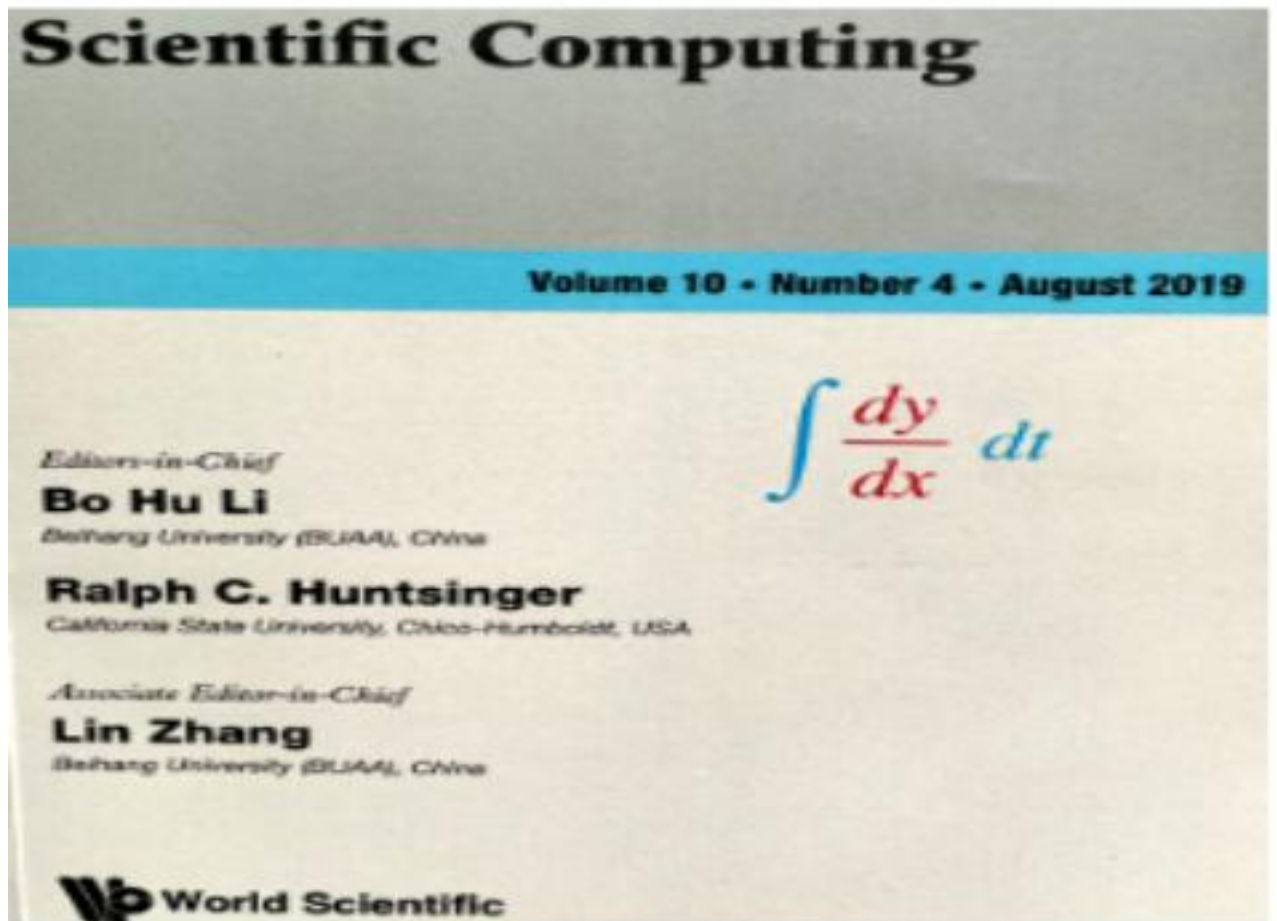 Scientific Computing
Volume 10 • Number 4 • August 2019
∫ dy/dx dt
Editors-in-Chief
Bo Hu Li
Beihang University (BUAA), China
Ralph C. Huntsinger
California State University, Chico-Humboldt, USA
Associate Editor-in-Chief
Lin Zhang
Beihang University (BUAA), China
World Scientific